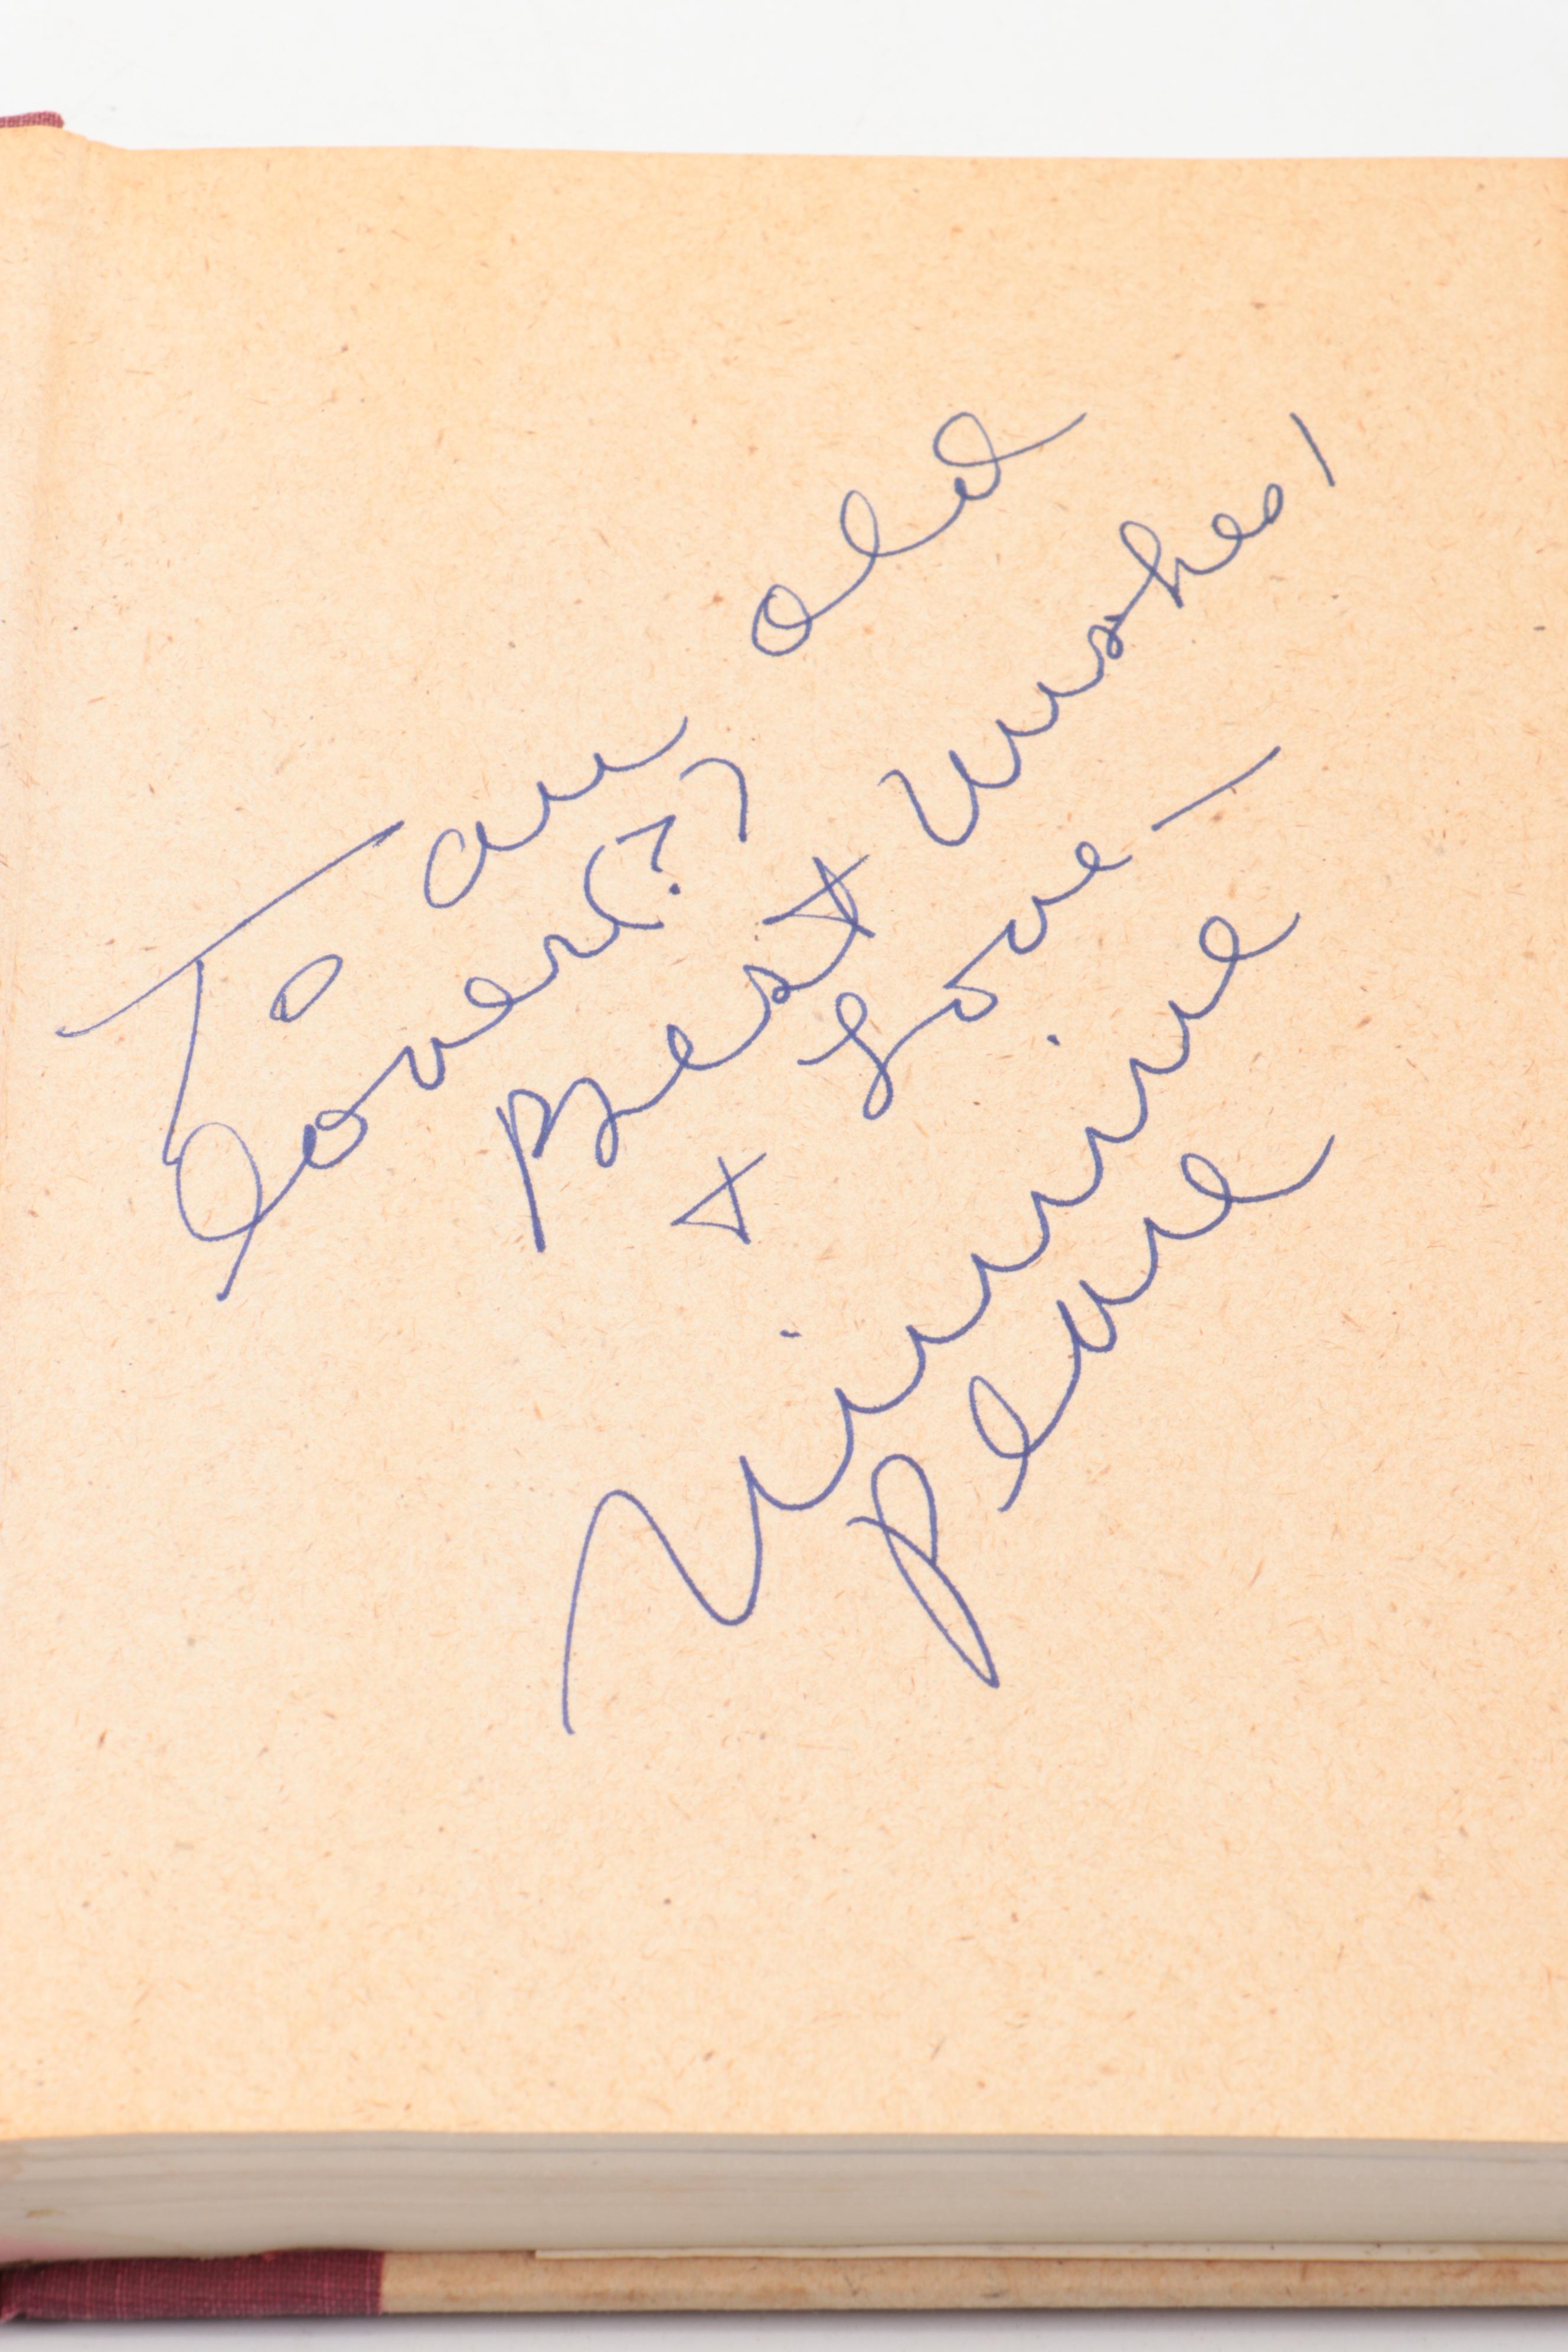 To an old
lover(?)
Best wishes,
+ love –
Minnie
Pearl